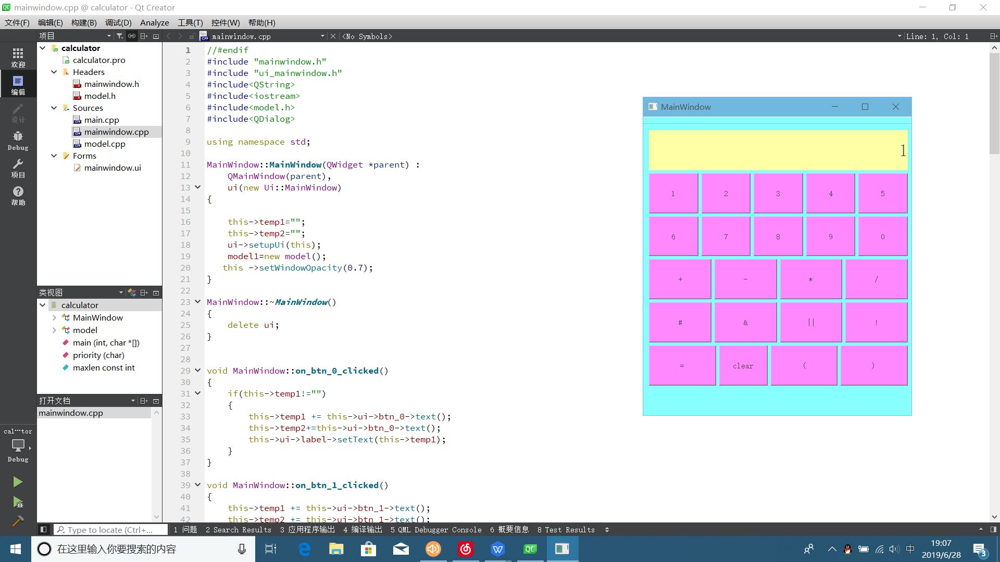 mainwindow.cpp @ calculator - Qt Creator
文件(F) 编辑(E) 构建(B) 调试(D) Analyze 工具(T) 控件(W) 帮助(H)
项目
mainwindow.cpp
<No Symbols>
Line: 1, Col: 1
欢迎
编辑
设计
Debug
项目
帮助
calculator
calculator.pro
Headers
mainwindow.h
model.h
Sources
main.cpp
mainwindow.cpp
model.cpp
Forms
mainwindow.ui
类视图
calculator
MainWindow
model
main (int, char *[])
priority (char)
maxlen const int
打开文档
mainwindow.cpp
cal···tor
Debug
1 //#endif
2 #include "mainwindow.h"
3 #include "ui_mainwindow.h"
4 #include<QString>
5 #include<iostream>
6 #include<model.h>
7 #include<QDialog>
8
9 using namespace std;
10
11 MainWindow::MainWindow(QWidget *parent) :
12     QMainWindow(parent),
13     ui(new Ui::MainWindow)
14 {
15
16     this->temp1="";
17     this->temp2="";
18     ui->setupUi(this);
19     model1=new model();
20    this ->setWindowOpacity(0.7);
21 }
22
23 MainWindow::~MainWindow()
24 {
25     delete ui;
26 }
27
28
29 void MainWindow::on_btn_0_clicked()
30 {
31     if(this->temp1!="")
32     {
33         this->temp1 += this->ui->btn_0->text();
34         this->temp2+=this->ui->btn_0->text();
35         this->ui->label->setText(this->temp1);
36     }
37 }
38
39 void MainWindow::on_btn_1_clicked()
40 {
41     this->temp1 += this->ui->btn_1->text();
42     this->temp2 += this->ui->btn_1->text();
MainWindow
1
1 2 3 4 5
6 7 8 9 0
+ - * /
# & || !
= clear ( )
Type to locate (Ctrl+...
1 问题 2 Search Results 3 应用程序输出 4 编译输出 5 QML Debugger Console 6 概要信息 8 Test Results
在这里输入你要搜索的内容
QC
中
19:07
2019/6/28
3